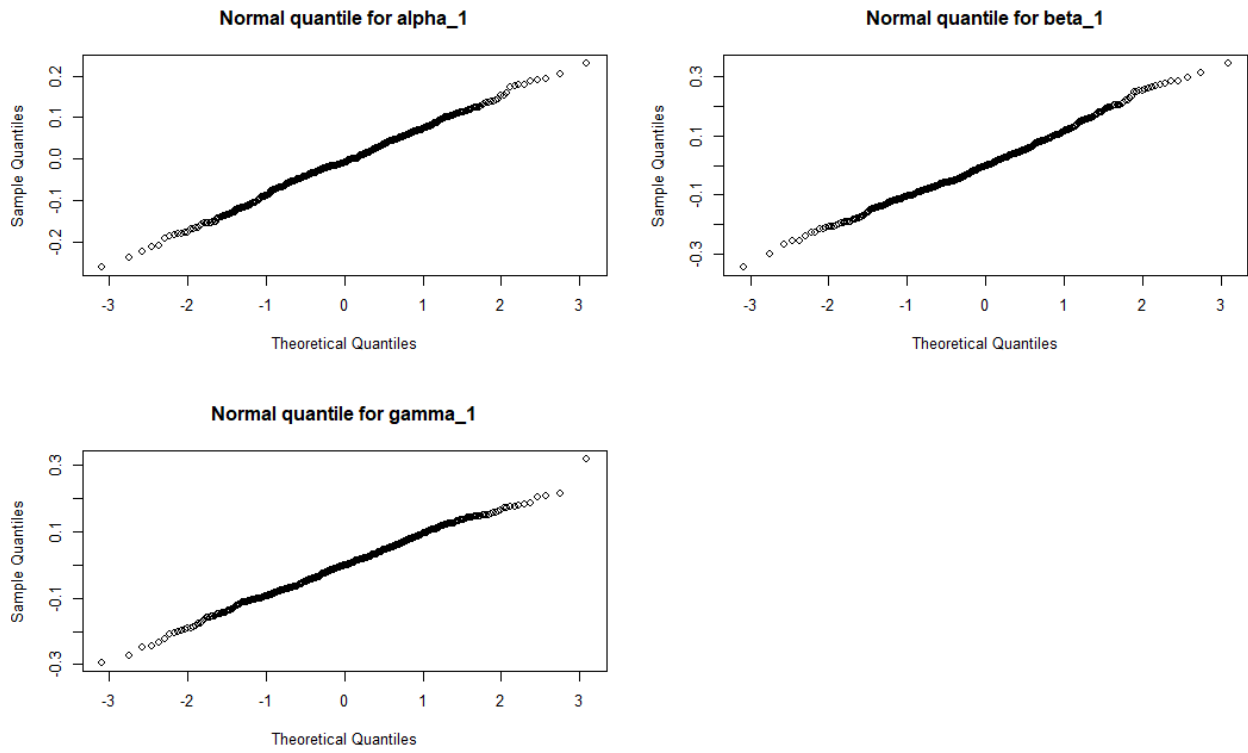 Normal quantile for alpha_1
Sample Quantiles
0.2
0.1
0.0
-0.1
-0.2
-3 -2 -1 0 1 2 3
Theoretical Quantiles
Normal quantile for beta_1
Sample Quantiles
0.3
0.1
-0.1
-0.3
-3 -2 -1 0 1 2 3
Theoretical Quantiles
Normal quantile for gamma_1
Sample Quantiles
0.3
0.1
-0.1
-0.3
-3 -2 -1 0 1 2 3
Theoretical Quantiles